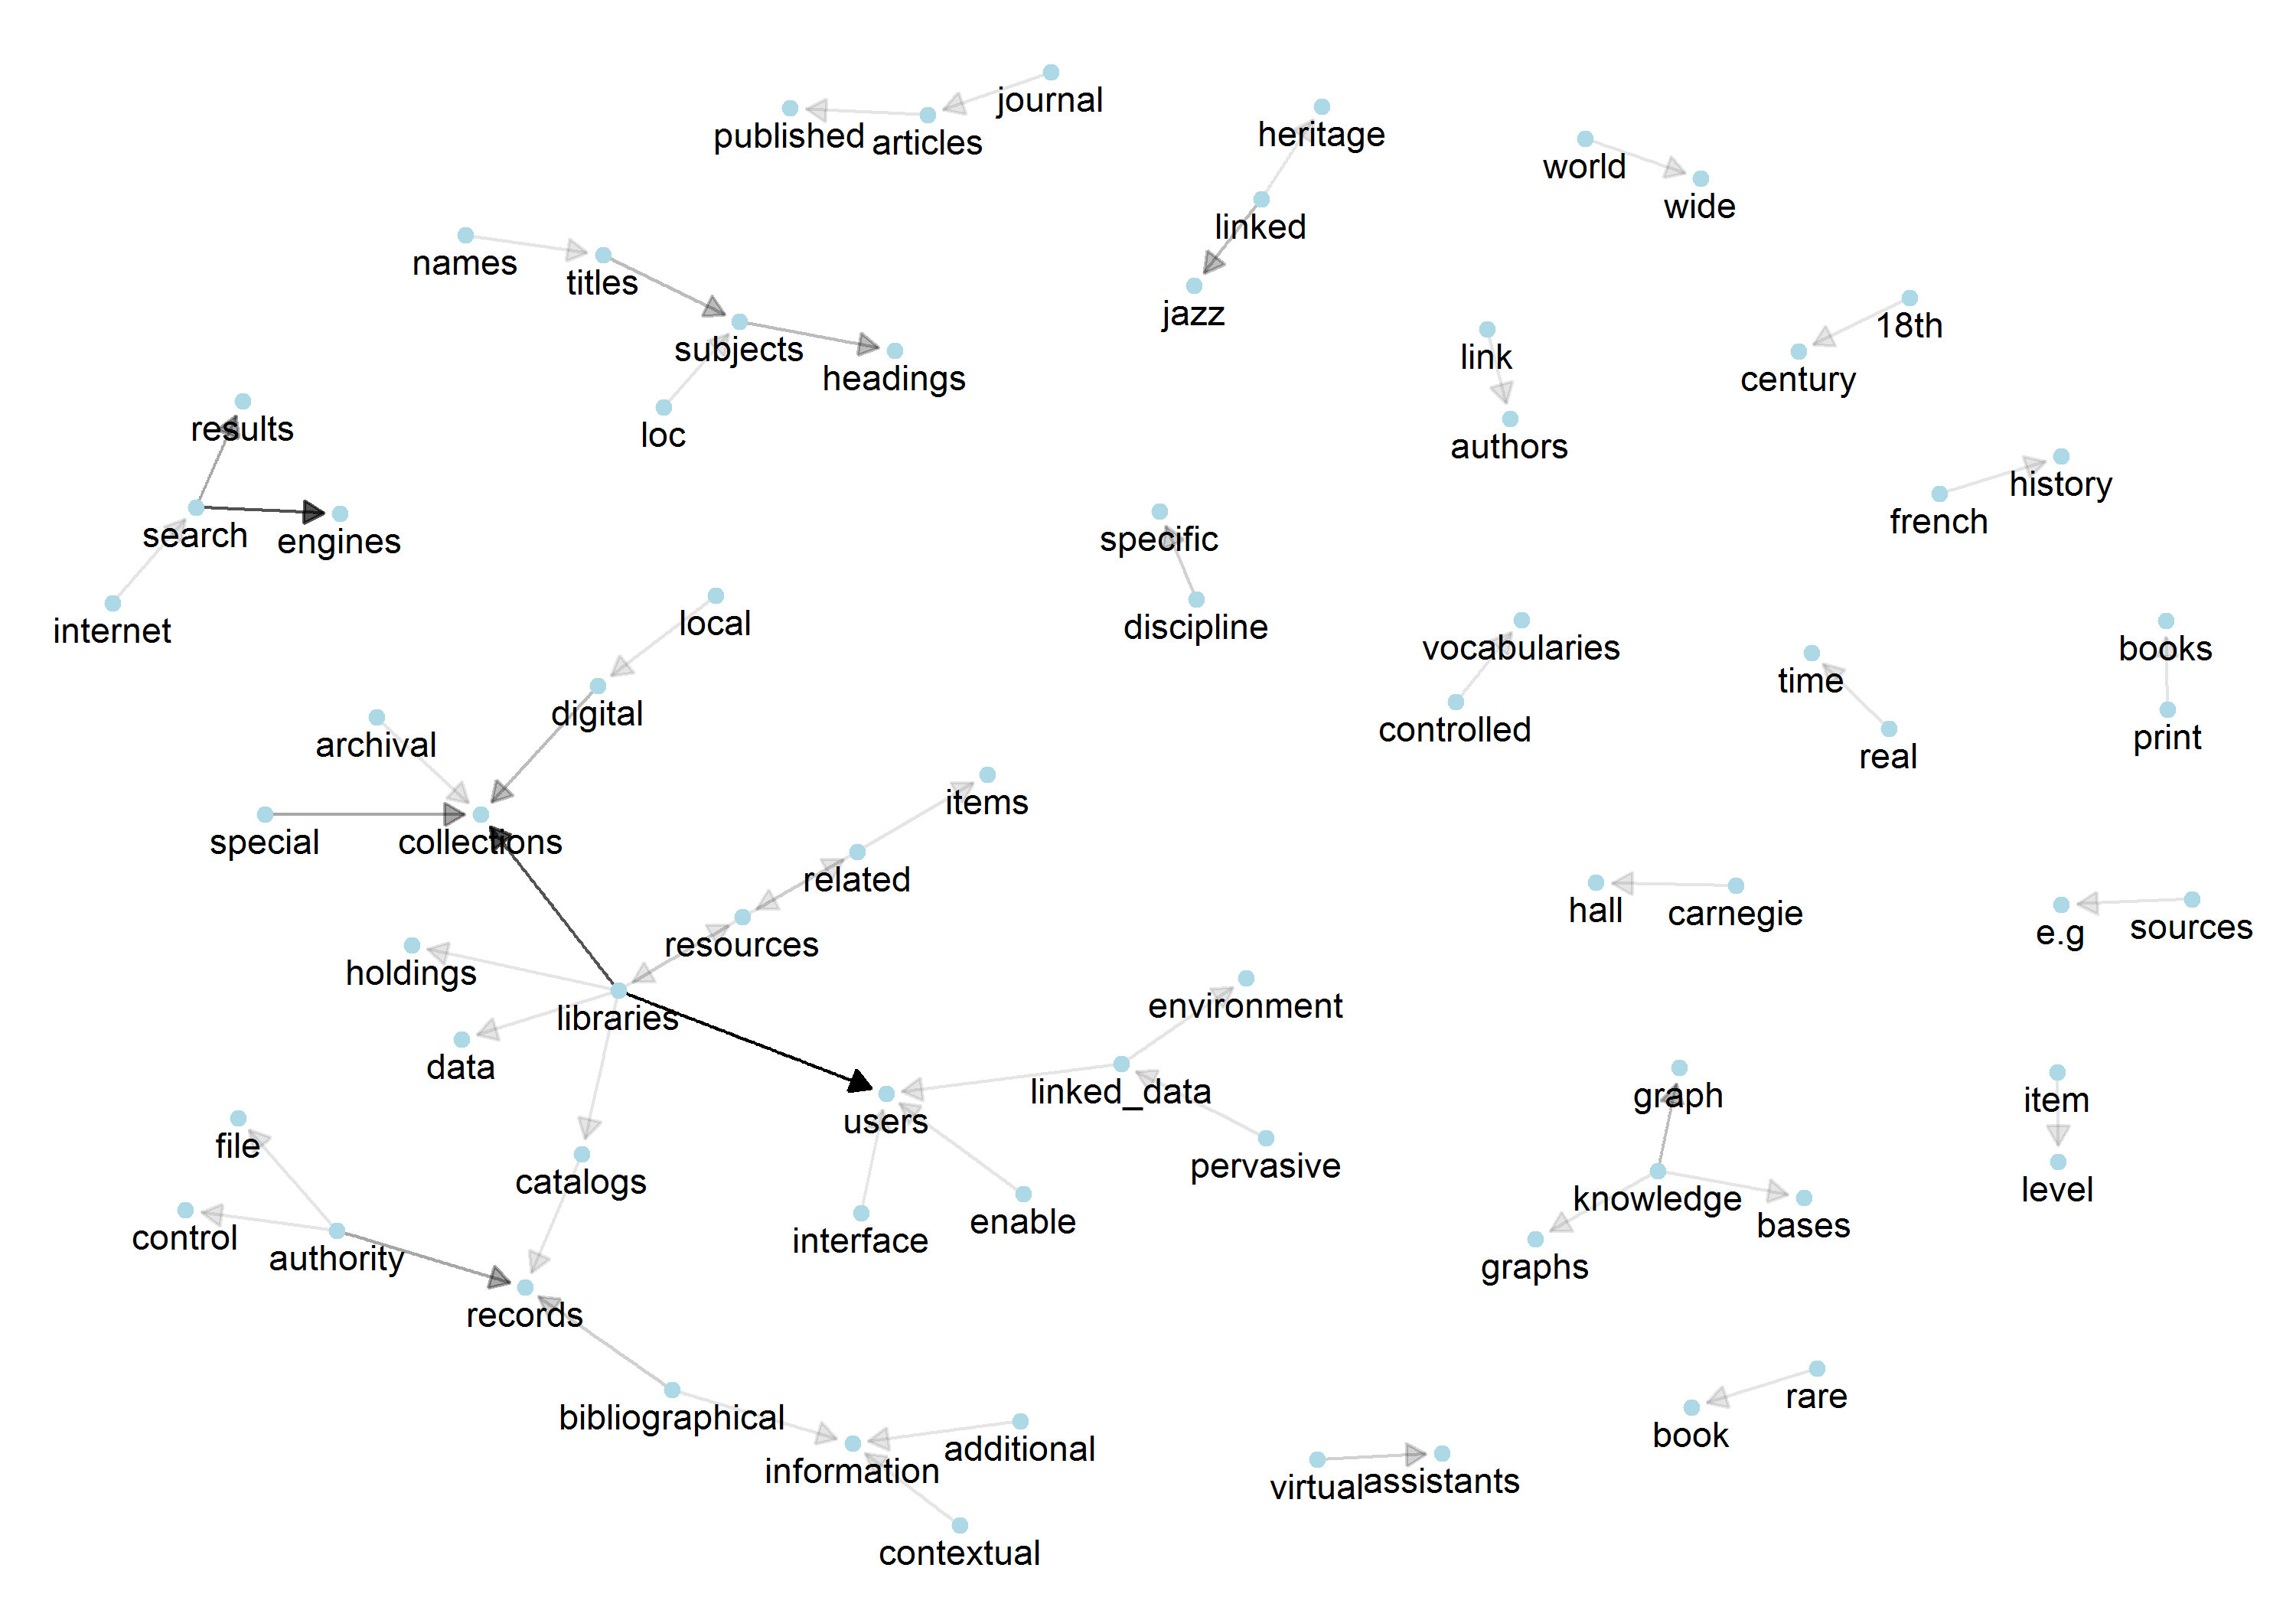 journal
published
articles
heritage
world
wide
linked
names
titles
jazz
18th
subjects
link
headings
century
results
loc
authors
history
search
engines
specific
french
internet
local
discipline
vocabularies
books
time
digital
controlled
print
archival
real
items
special
collections
related
hall
carnegie
resources
e.g
sources
holdings
environment
libraries
data
linked_data
graph
item
users
file
pervasive
catalogs
level
knowledge
control
interface
enable
bases
authority
graphs
records
rare
bibliographical
book
additional
information
virtual
assistants
contextual